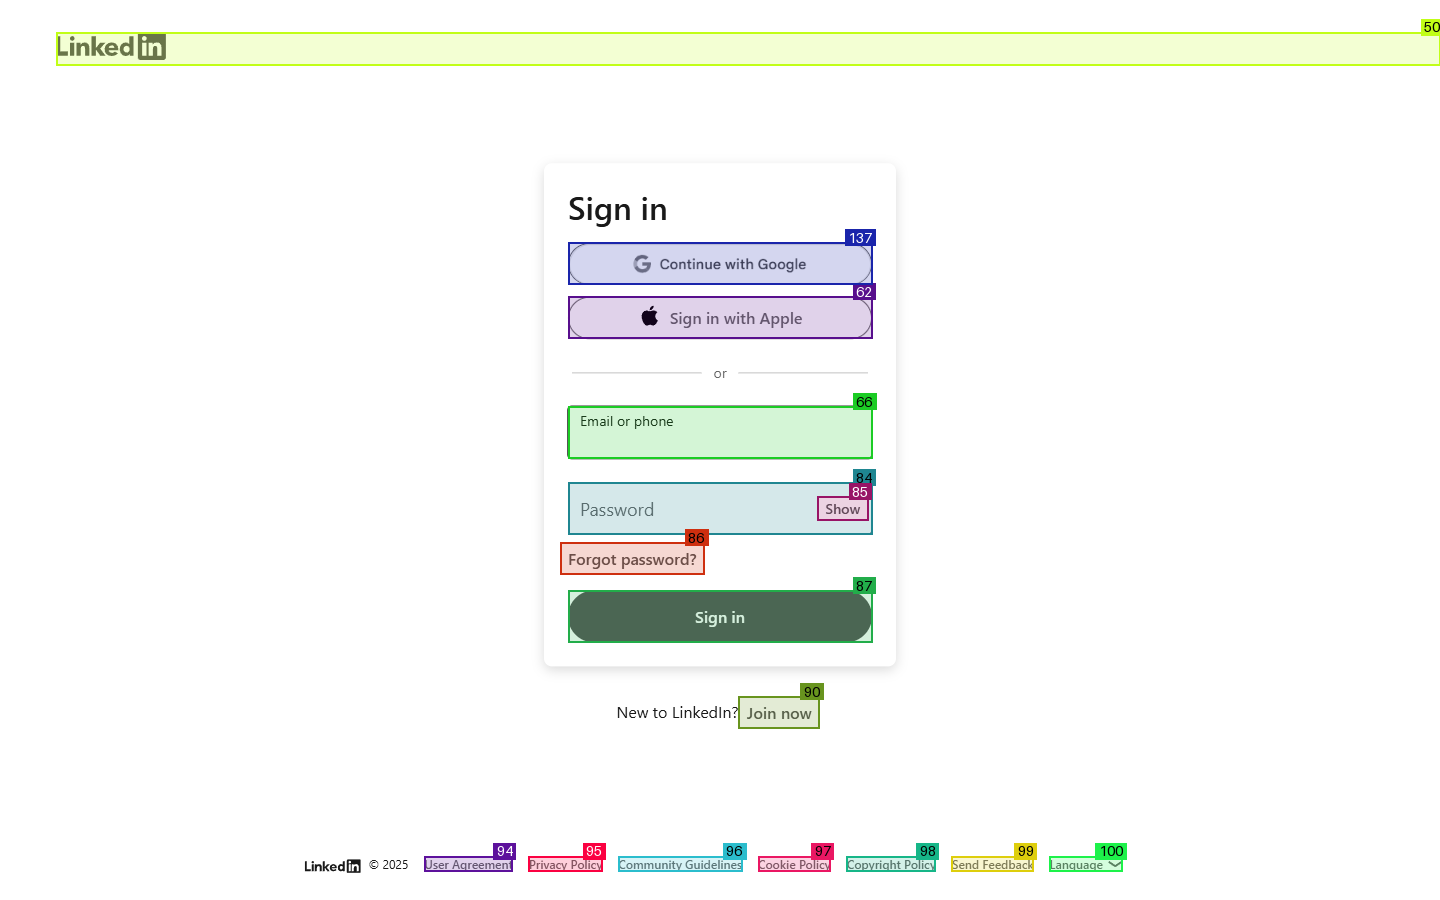 50
Linked in
Sign in
137
Continue with Google
62
Sign in with Apple
or
66
Email or phone
84
85
Password
Show
86
Forgot password?
87
Sign in
90
New to LinkedIn? Join now
94 95 96 97 98 99 100
Linked in © 2025 User Agreement Privacy Policy Community Guidelines Cookie Policy Copyright Policy Send Feedback Language